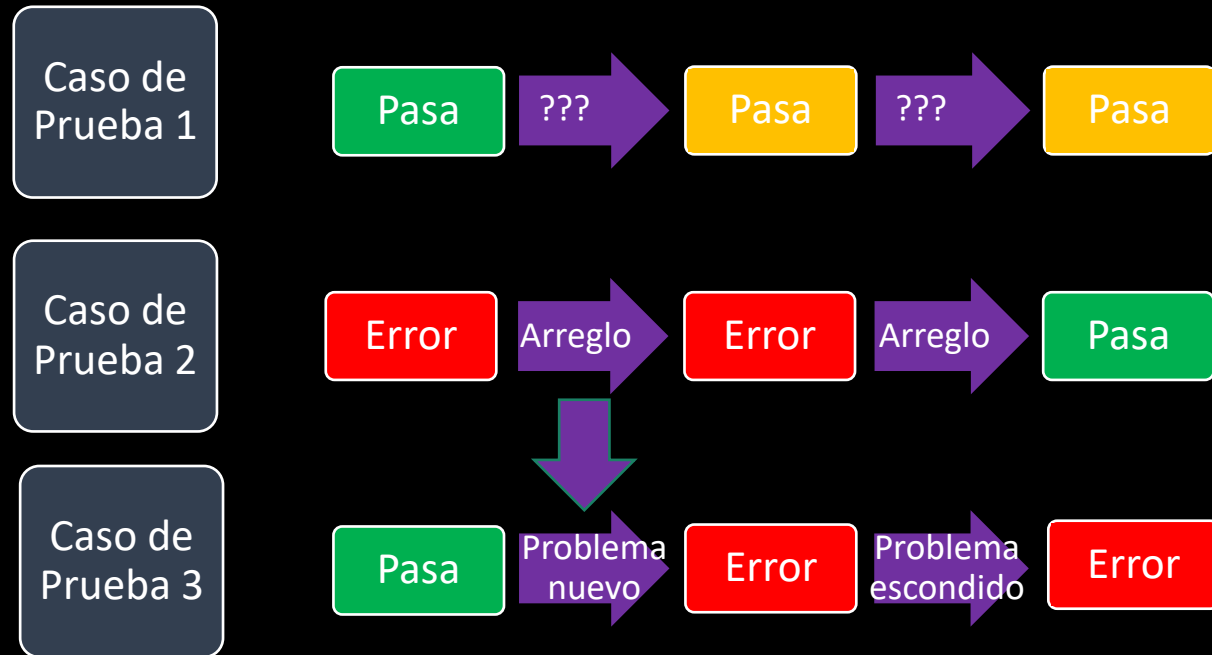 Caso de
Prueba 1
Pasa
???
Pasa
???
Pasa
Caso de
Prueba 2
Error
Arreglo
Error
Arreglo
Pasa
Caso de
Prueba 3
Pasa
Problema
nuevo
Error
Problema
escondido
Error